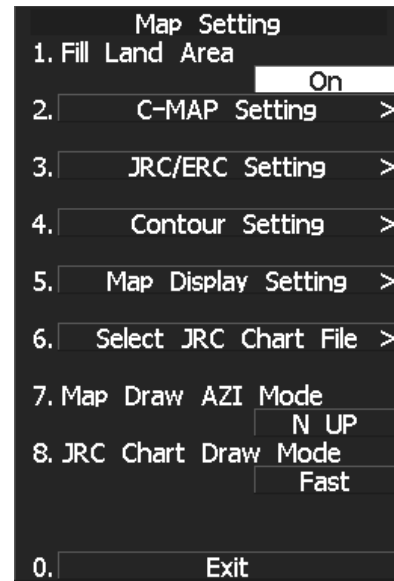 Map Setting
1. Fill Land Area
On
2. C-MAP Setting >
3. JRC/ERC Setting >
4. Contour Setting >
5. Map Display Setting >
6. Select JRC Chart File >
7. Map Draw AZI Mode
N UP
8. JRC Chart Draw Mode
Fast
0. Exit